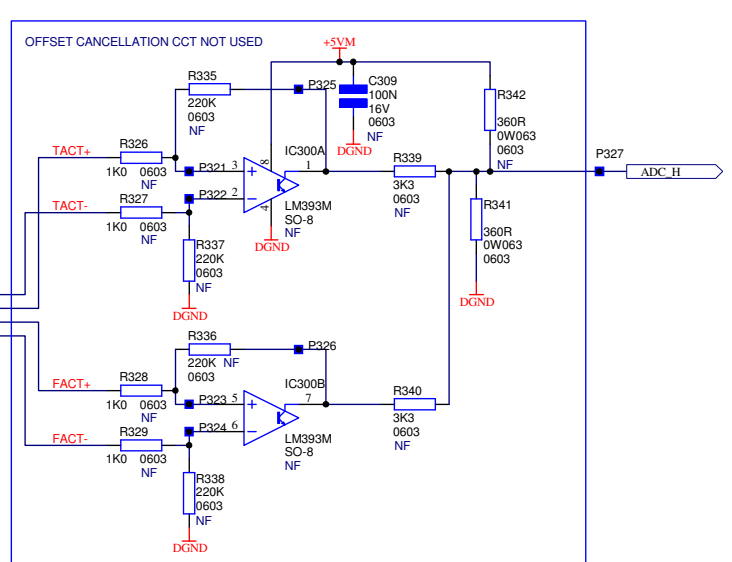 OFFSET CANCELLATION CCT NOT USED
+5VM
R335
220K
0603
NF
P325
C309
100N
16V
0603
NF
DGND
R342
360R
0W063
0603
NF
TACT+
R326
1K0 0603
NF
P321 3
8
IC300A
1
R339
3K3
0603
NF
P327
ADC_H
TACT-
R327
1K0 0603
NF
P322 2
4
LM393M
SO-8
NF
DGND
R341
360R
0W063
0603
DGND
R337
220K
0603
NF
DGND
R336
220K NF
0603
P326
FACT+
R328
1K0 0603
NF
P323 5
IC300B
7
R340
3K3
0603
NF
FACT-
R329
1K0 0603
NF
P324 6
LM393M
SO-8
NF
R338
220K
0603
NF
DGND